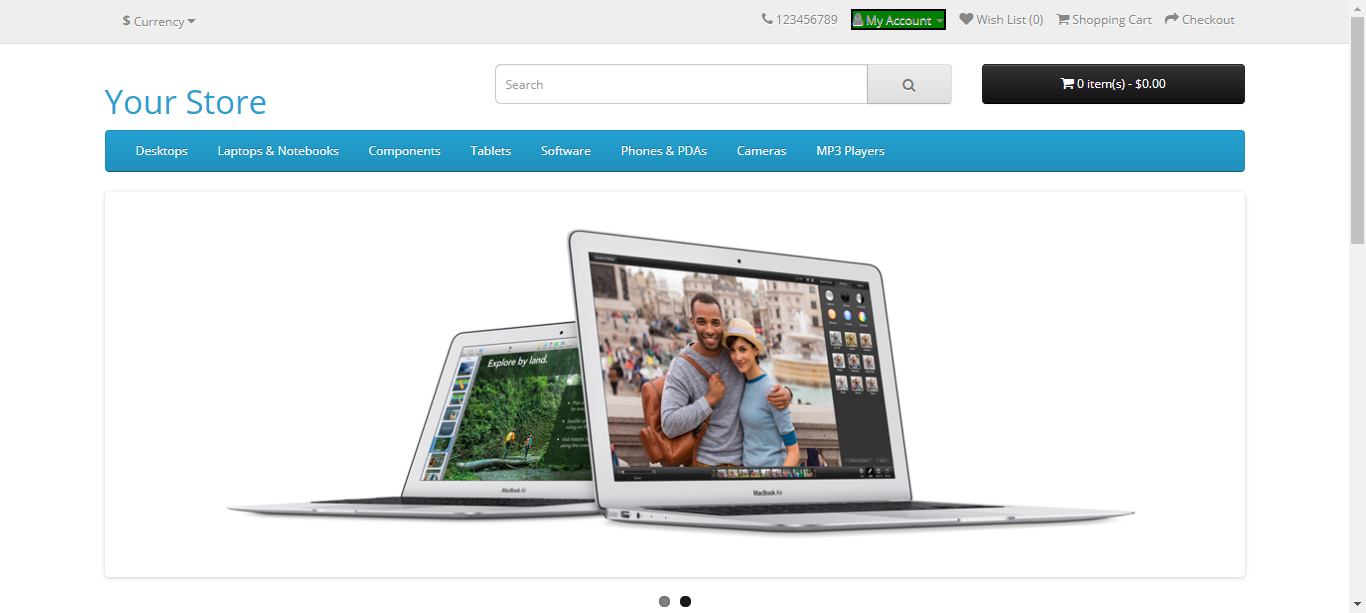 $ Currency
123456789
My Account
Wish List (0)
Shopping Cart
Checkout
Your Store
Search
0 item(s) - $0.00
Desktops
Laptops & Notebooks
Components
Tablets
Software
Phones & PDAs
Cameras
MP3 Players
Explore by land.
MacBook Air
MacBook Air